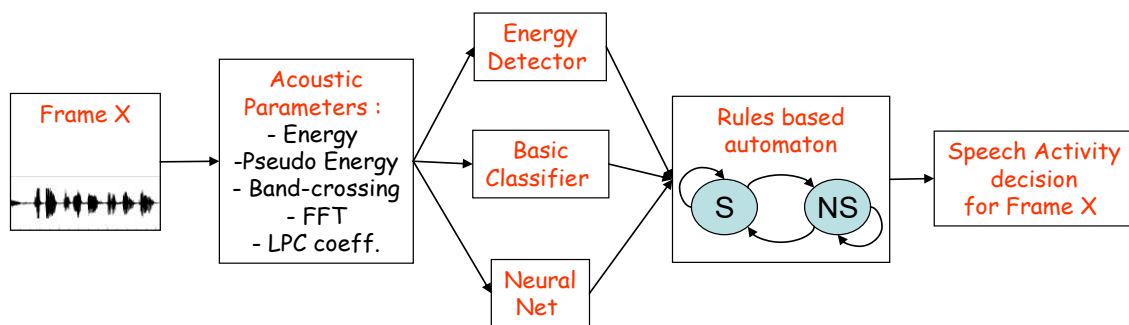 Frame X
Acoustic
Parameters :
- Energy
-Pseudo Energy
- Band-crossing
- FFT
- LPC coeff.
Energy
Detector
Basic
Classifier
Neural
Net
Rules based
automaton
S
NS
Speech Activity
decision
for Frame X